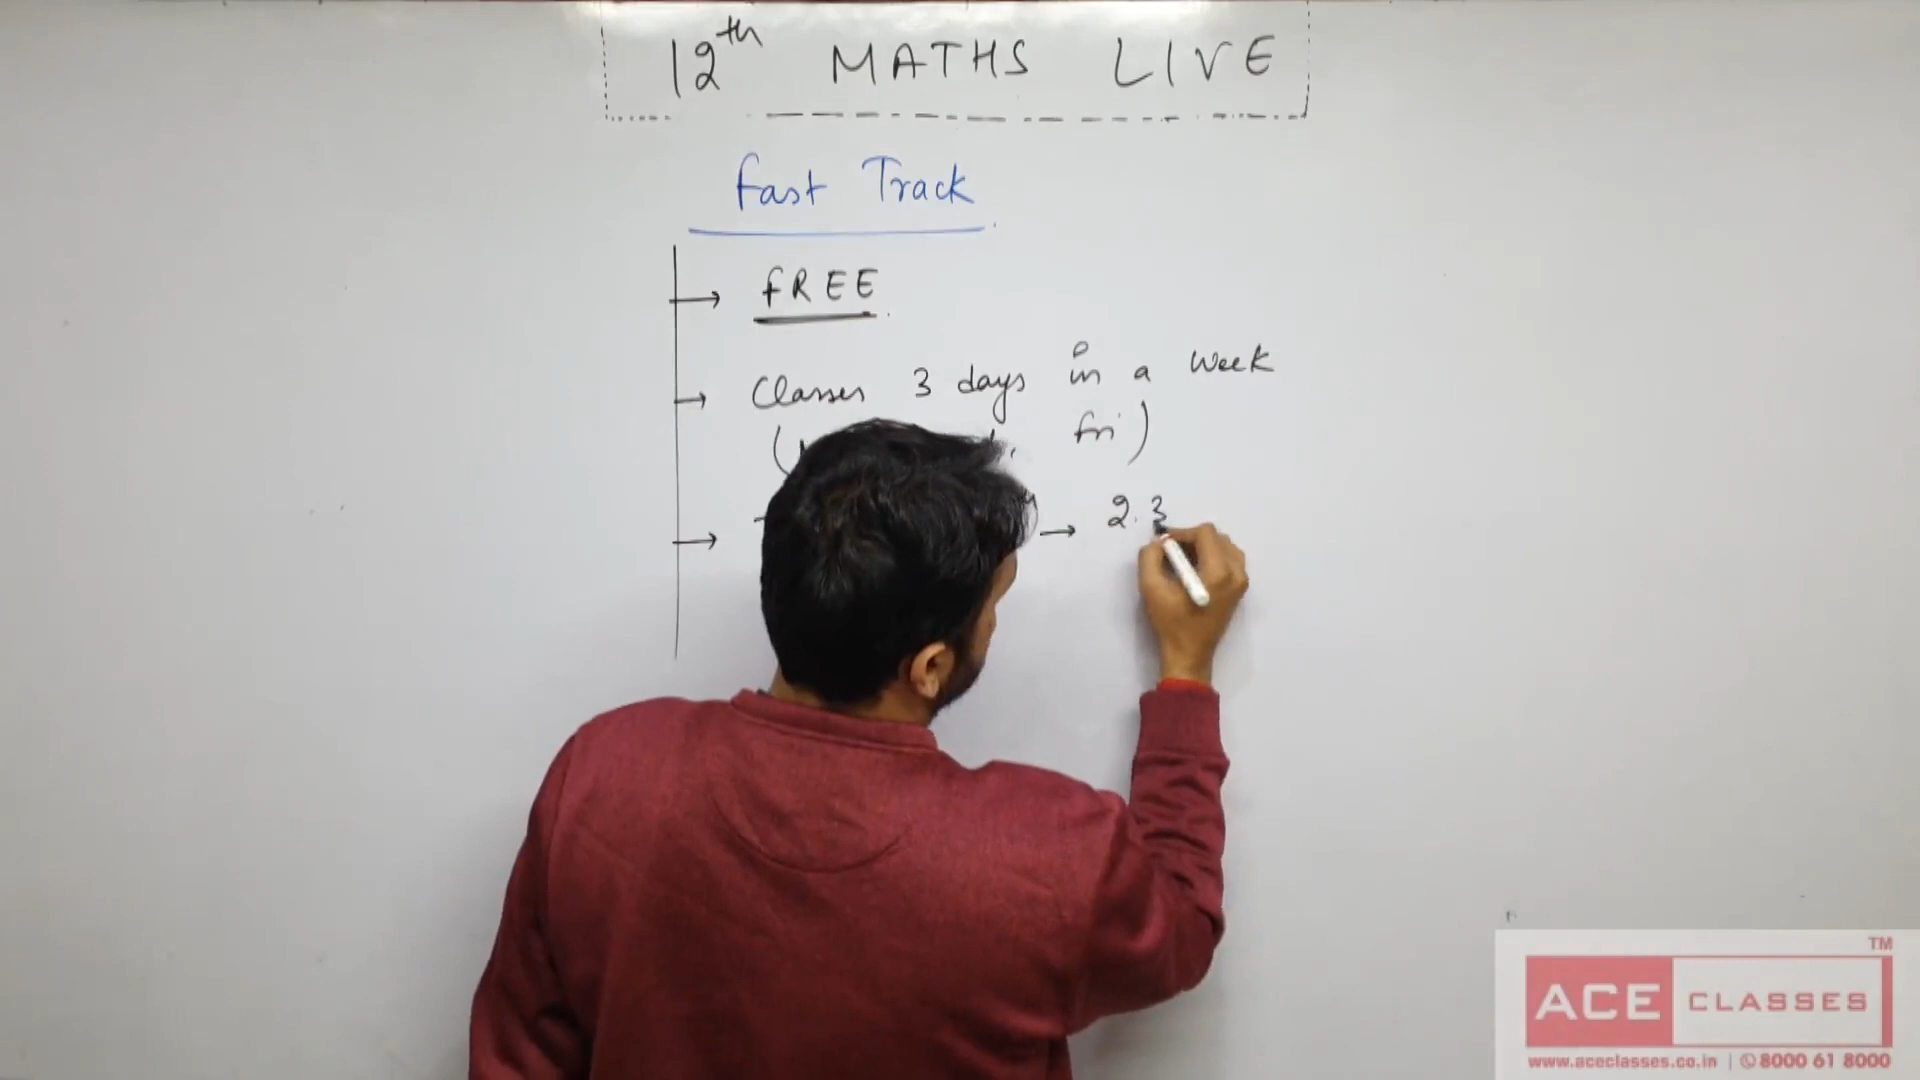 12th MATHS LIVE
Fast Track
FREE
Classes 3 days in a week
fri)
2.3
TM
ACE CLASSES
www.aceclasses.co.in | 8000 61 8000